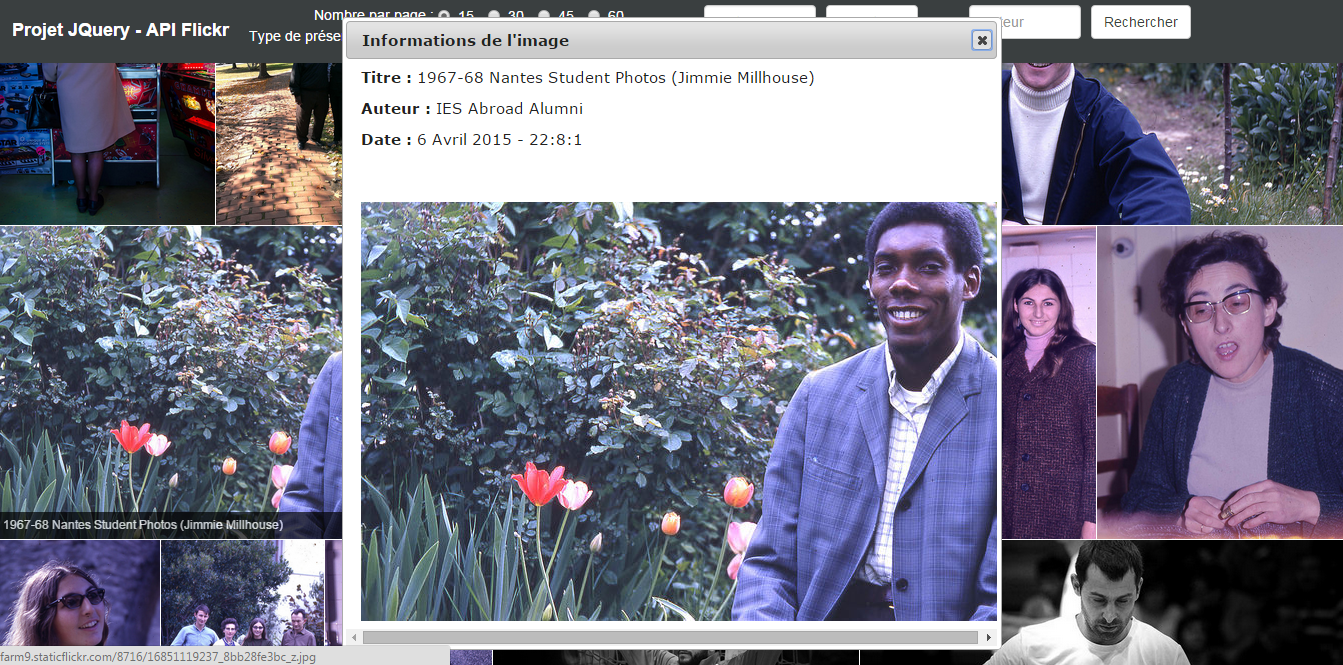 Nombre par page : 15 30 45 60
Projet JQuery - API Flickr
Type de prése
teur
Rechercher
Informations de l'image
Titre : 1967-68 Nantes Student Photos (Jimmie Millhouse)
Auteur : IES Abroad Alumni
Date : 6 Avril 2015 - 22:8:1
1967-68 Nantes Student Photos (Jimmie Millhouse)
farm9.staticflickr.com/8716/16851119237_8bb28fe3bc_z.jpg